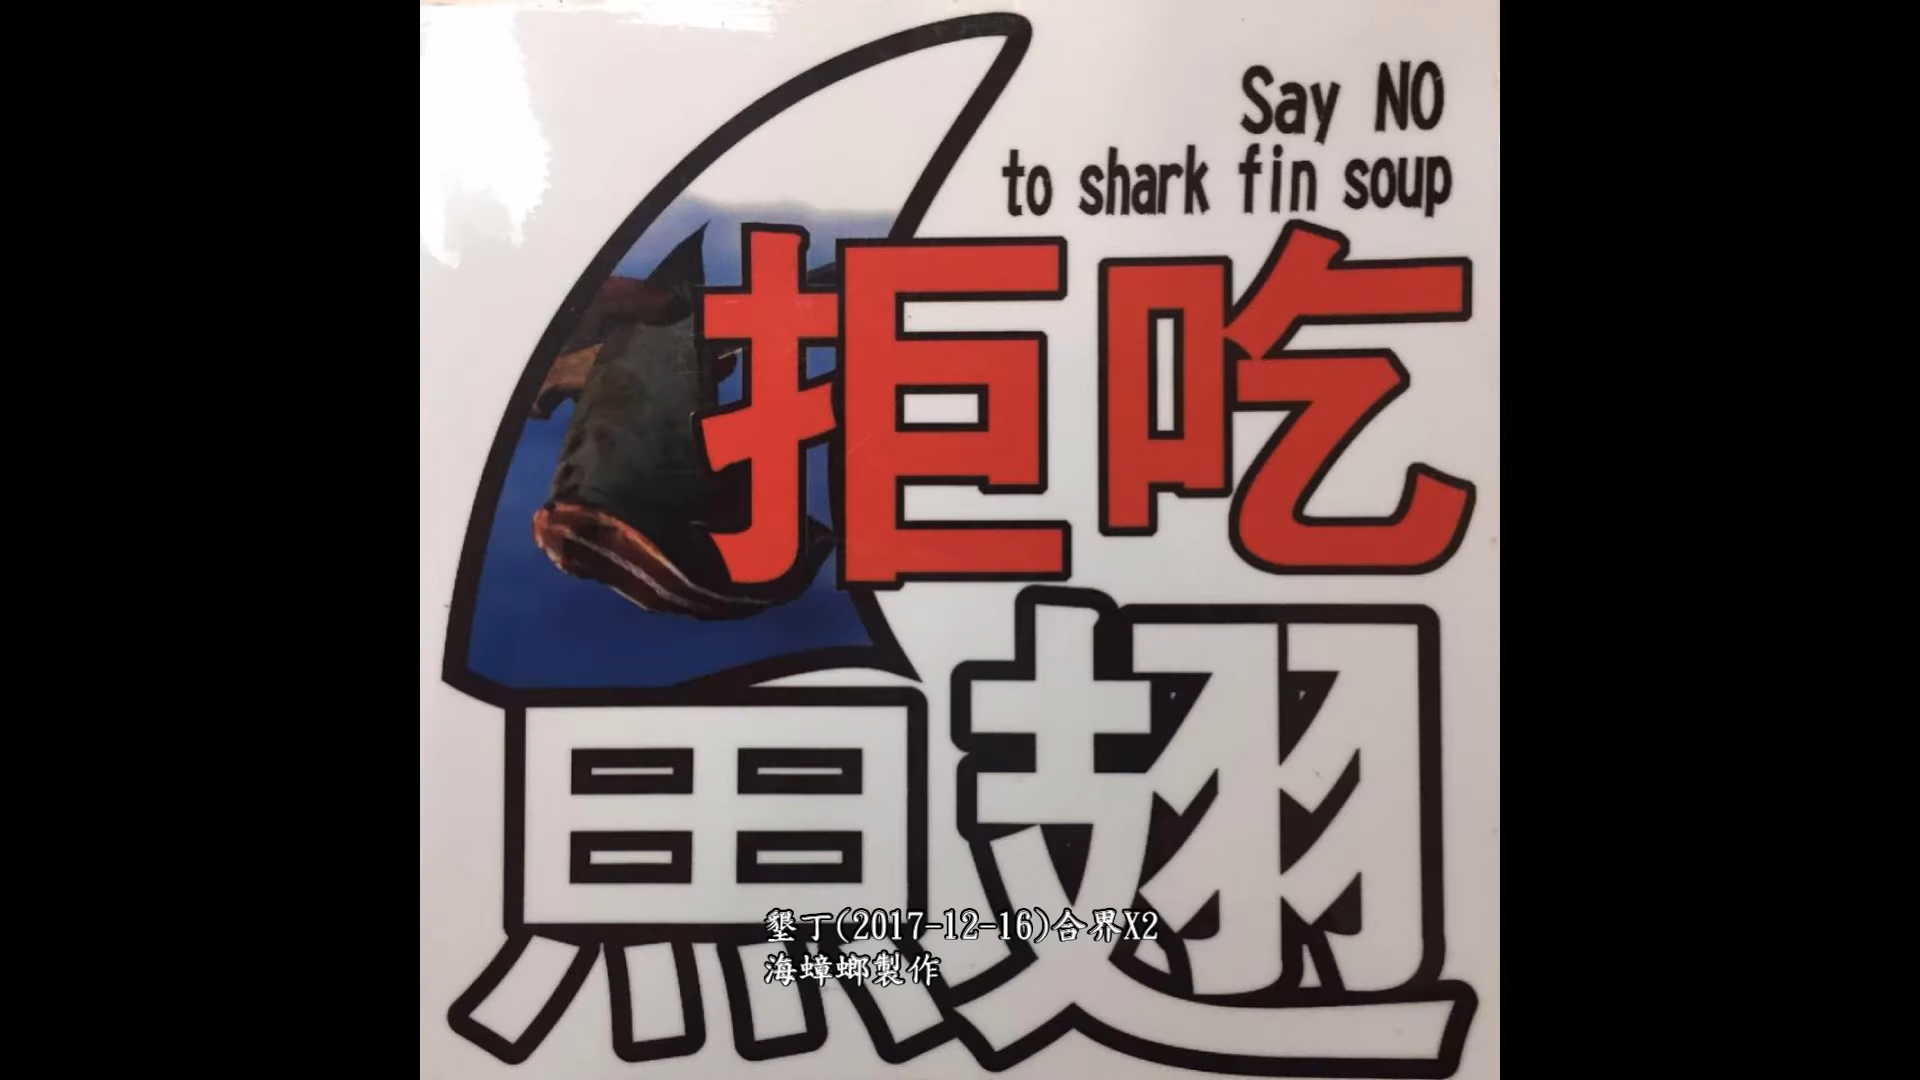 Say NO
to shark fin soup
拒吃
魚翅
墾丁(2017-12-16)合界X2
海蟑螂製作